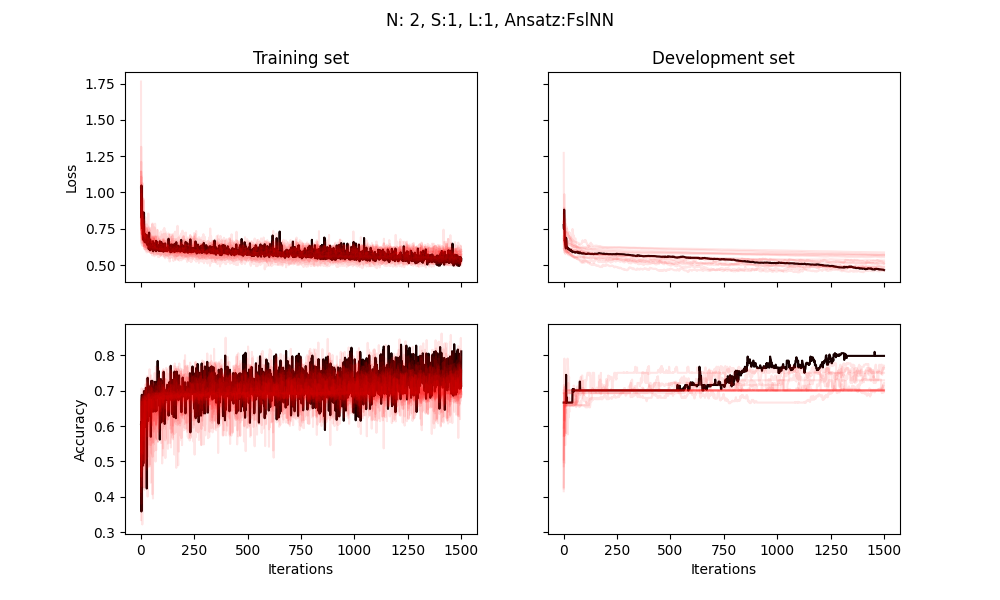 N: 2, S:1, L:1, Ansatz:FslNN
Training set
Development set
1.75
1.50
1.25
1.00
0.75
0.50
Loss
0.8
0.7
0.6
0.5
0.4
0.3
Accuracy
0 250 500 750 1000 1250 1500
0 250 500 750 1000 1250 1500
Iterations
Iterations